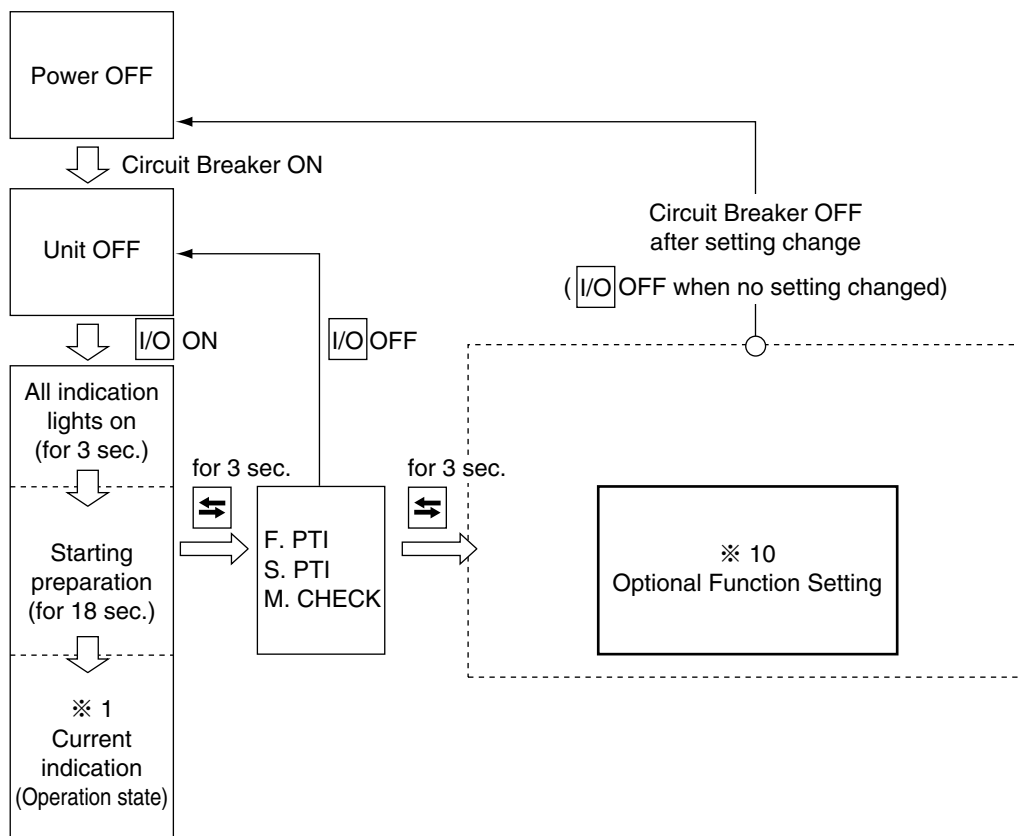 Power OFF
Circuit Breaker ON
Unit OFF
I/O ON
All indication
lights on
(for 3 sec.)
Starting
preparation
(for 18 sec.)
※ 1
Current
indication
(Operation state)
for 3 sec.
I/O OFF
F. PTI
S. PTI
M. CHECK
for 3 sec.
Circuit Breaker OFF
after setting change
( I/O OFF when no setting changed)
※ 10
Optional Function Setting